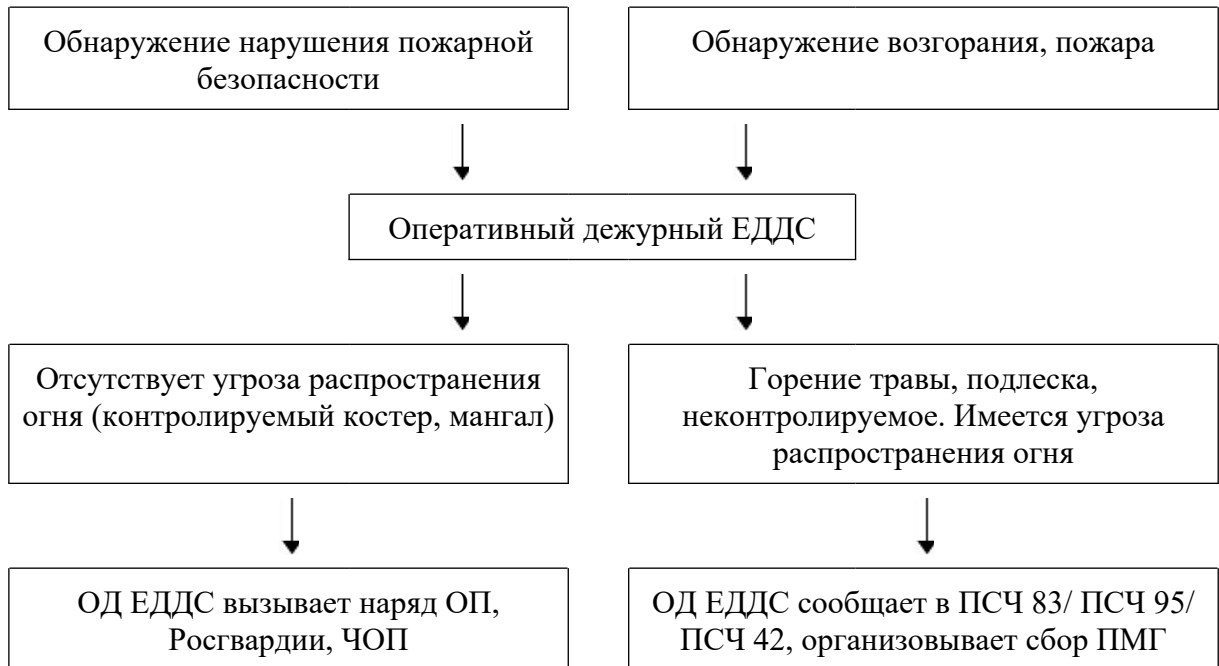 Обнаружение нарушения пожарной
безопасности
Обнаружение возгорания, пожара
Оперативный дежурный ЕДДС
Отсутствует угроза распространения
огня (контролируемый костер, мангал)
Горение травы, подлеска,
неконтролируемое. Имеется угроза
распространения огня
ОД ЕДДС вызывает наряд ОП,
Росгвардии, ЧОП
ОД ЕДДС сообщает в ПСЧ 83/ ПСЧ 95/
ПСЧ 42, организовывает сбор ПМГ